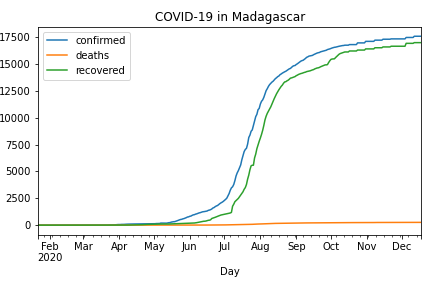 COVID-19 in Madagascar
confirmed
deaths
recovered
17500
15000
12500
10000
7500
5000
2500
0
Feb Mar Apr May Jun Jul Aug Sep Oct Nov Dec
2020
Day